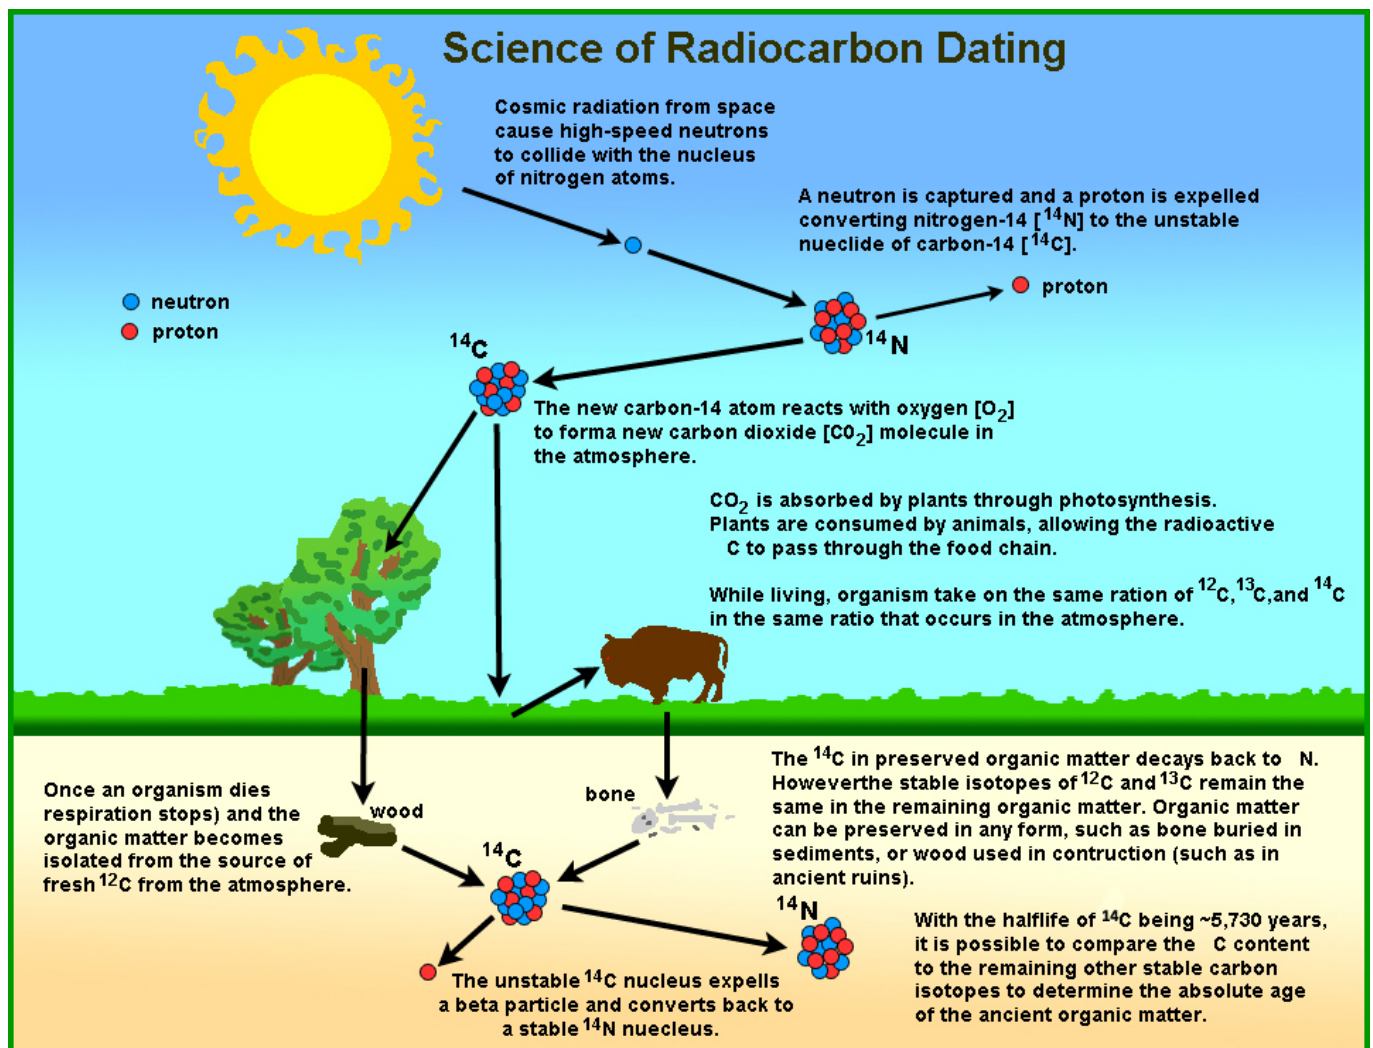 Science of Radiocarbon Dating
Cosmic radiation from space
cause high-speed neutrons
to collide with the nucleus
of nitrogen atoms.
A neutron is captured and a proton is expelled
converting nitrogen-14 [¹⁴N] to the unstable
nueclide of carbon-14 [¹⁴C].
neutron
proton
proton
¹⁴N
¹⁴C
The new carbon-14 atom reacts with oxygen [O₂]
to forma new carbon dioxide [C0₂] molecule in
the atmosphere.
CO₂ is absorbed by plants through photosynthesis.
Plants are consumed by animals, allowing the radioactive
C to pass through the food chain.
While living, organism take on the same ration of ¹²C,¹³C,and ¹⁴C
in the same ratio that occurs in the atmosphere.
Once an organism dies
respiration stops) and the
organic matter becomes
isolated from the source of
fresh ¹²C from the atmosphere.
wood
bone
The ¹⁴C in preserved organic matter decays back to N.
Howeverthe stable isotopes of ¹²C and ¹³C remain the
same in the remaining organic matter. Organic matter
can be preserved in any form, such as bone buried in
sediments, or wood used in contruction (such as in
ancient ruins).
¹⁴C
¹⁴N
The unstable ¹⁴C nucleus expells
a beta particle and converts back to
a stable ¹⁴N nuecleus.
With the halflife of ¹⁴C being ~5,730 years,
it is possible to compare the C content
to the remaining other stable carbon
isotopes to determine the absolute age
of the ancient organic matter.